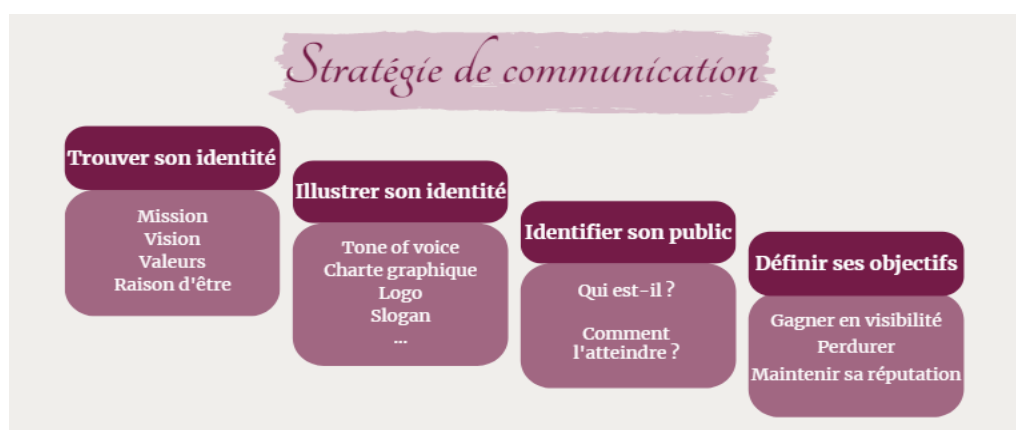 Stratégie de communication
Trouver son identité
Mission
Vision
Valeurs
Raison d'être
Illustrer son identité
Tone of voice
Charte graphique
Logo
Slogan
...
Identifier son public
Qui est-il ?
Comment
l'atteindre ?
Définir ses objectifs
Gagner en visibilité
Perdurer
Maintenir sa réputation